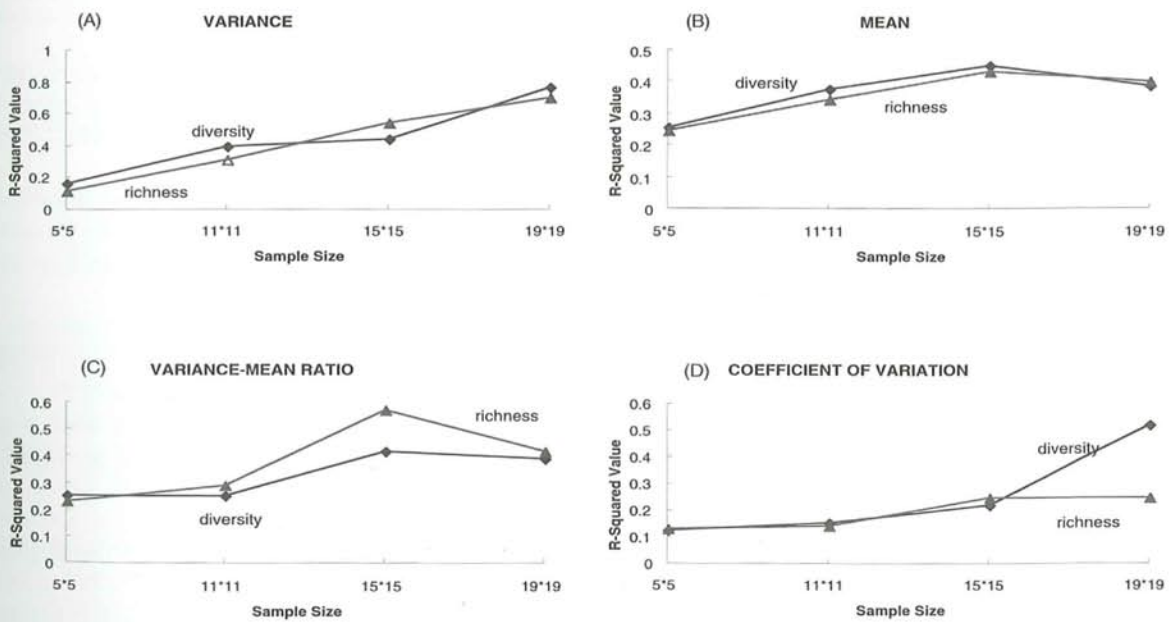 (A) VARIANCE
R-Squared Value
1
0.8
0.6
0.4
0.2
0
diversity
richness
5*5 11*11 15*15 19*19
Sample Size
(B) MEAN
R-Squared Value
0.5
0.4
0.3
0.2
0.1
0
diversity
richness
5*5 11*11 15*15 19*19
Sample Size
(C) VARIANCE-MEAN RATIO
R-Squared Value
0.6
0.5
0.4
0.3
0.2
0.1
0
richness
diversity
5*5 11*11 15*15 19*19
Sample Size
(D) COEFFICIENT OF VARIATION
R-Squared Value
0.6
0.5
0.4
0.3
0.2
0.1
0
diversity
richness
5*5 11*11 15*15 19*19
Sample Size